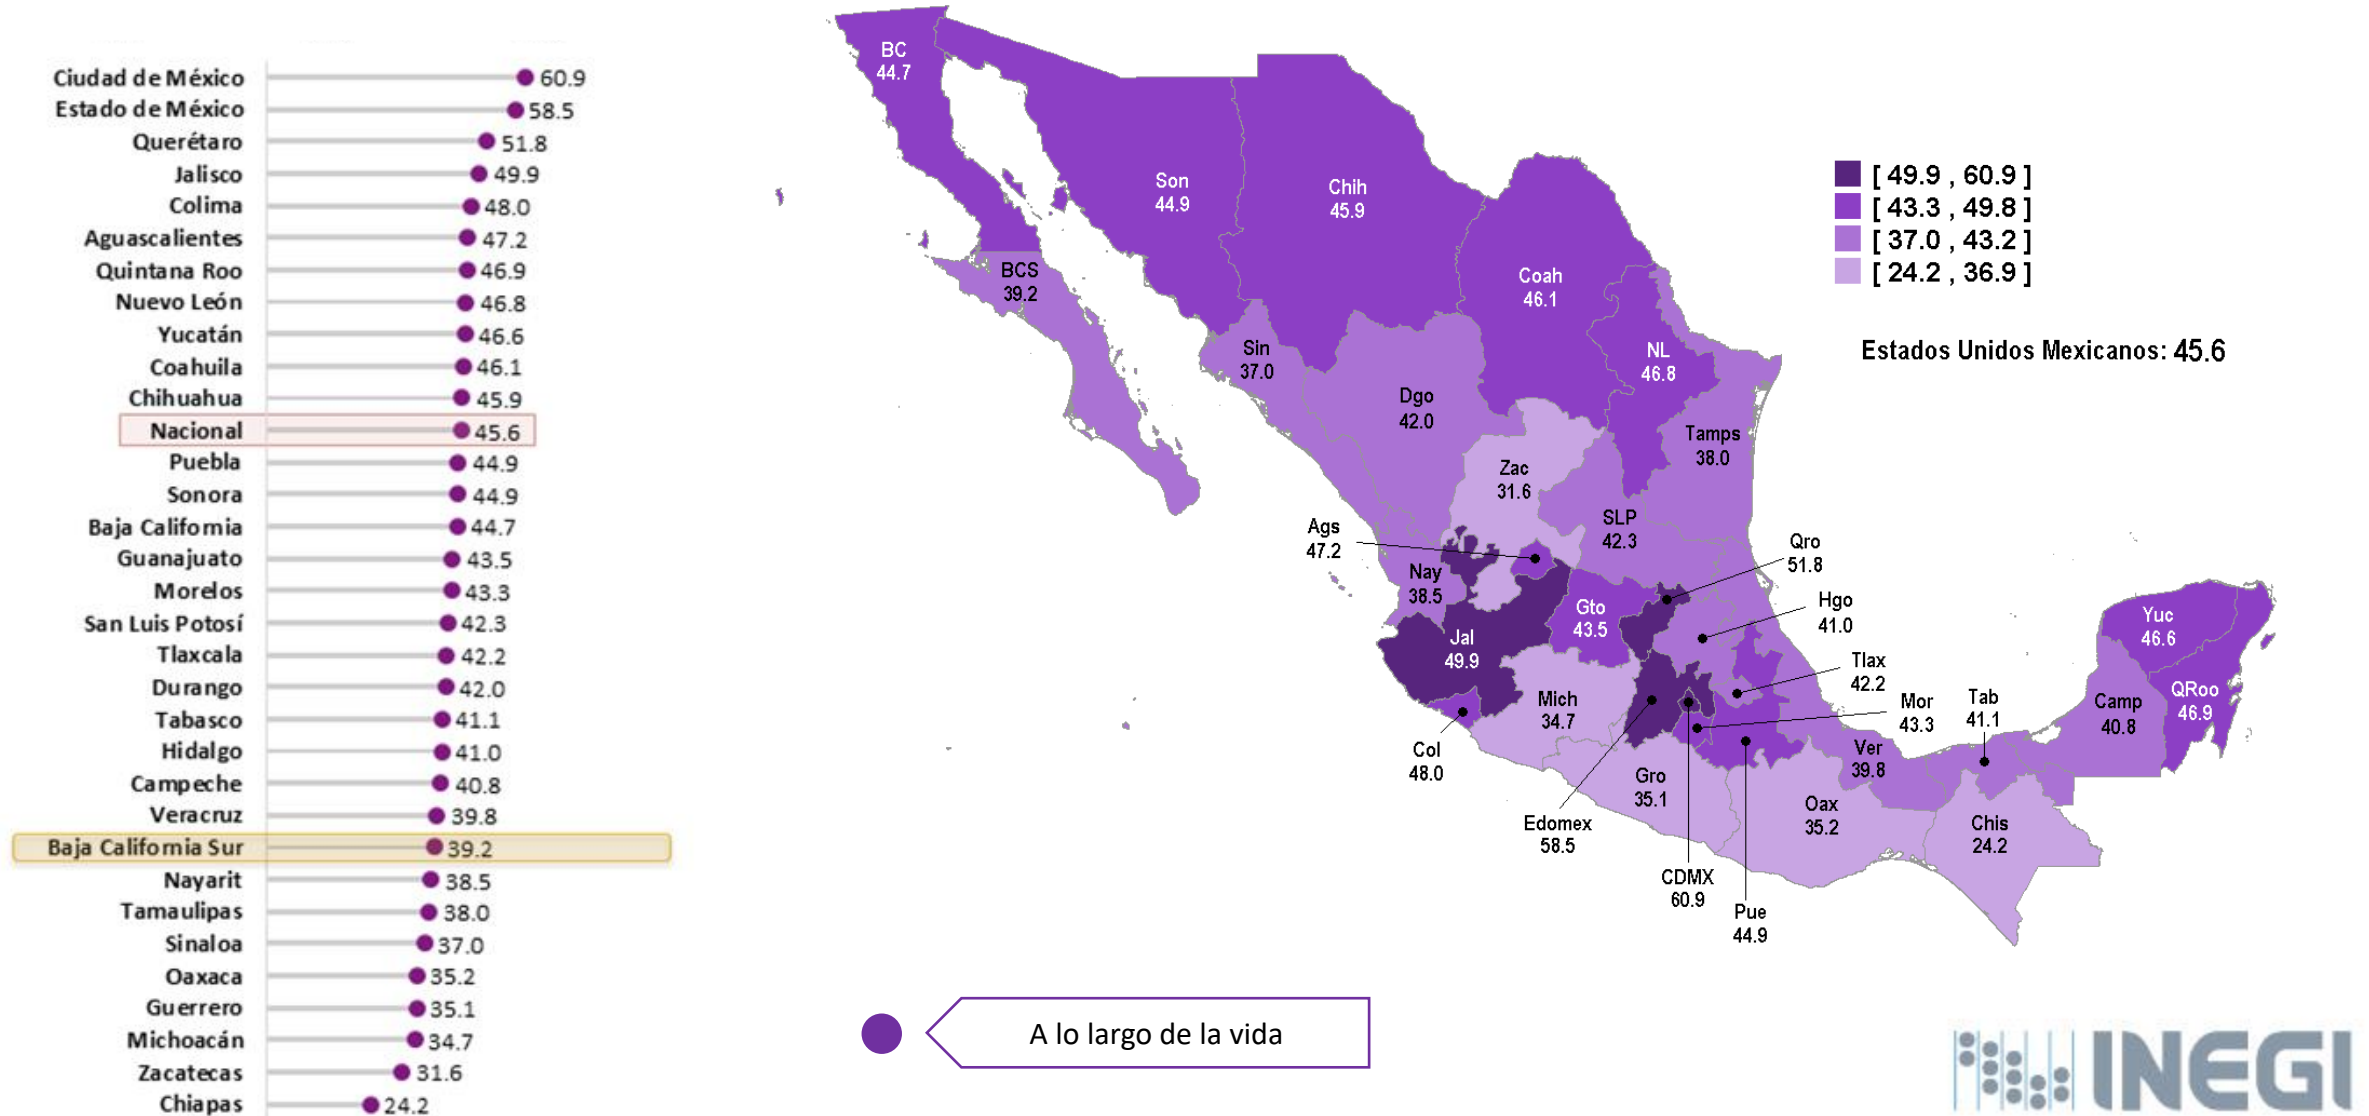 Ciudad de México 60.9
Estado de México 58.5
Querétaro 51.8
Jalisco 49.9
Colima 48.0
Aguascalientes 47.2
Quintana Roo 46.9
Nuevo León 46.8
Yucatán 46.6
Coahuila 46.1
Chihuahua 45.9
Nacional 45.6
Puebla 44.9
Sonora 44.9
Baja California 44.7
Guanajuato 43.5
Morelos 43.3
San Luis Potosí 42.3
Tlaxcala 42.2
Durango 42.0
Tabasco 41.1
Hidalgo 41.0
Campeche 40.8
Veracruz 39.8
Baja California Sur 39.2
Nayarit 38.5
Tamaulipas 38.0
Sinaloa 37.0
Oaxaca 35.2
Guerrero 35.1
Michoacán 34.7
Zacatecas 31.6
Chiapas 24.2
BC
44.7
Son
44.9
Chih
45.9
BCS
39.2
Coah
46.1
Sin
37.0
NL
46.8
Dgo
42.0
Tamps
38.0
Zac
31.6
SLP
42.3
Ags
47.2
Qro
51.8
Nay
38.5
Gto
43.5
Hgo
41.0
Jal
49.9
Yuc
46.6
Tlax
42.2
Mich
34.7
Mor
43.3
Tab
41.1
Camp
40.8
QRoo
46.9
Col
48.0
Ver
39.8
Gro
35.1
Oax
35.2
Edomex
58.5
Chis
24.2
CDMX
60.9
Pue
44.9
[ 49.9 , 60.9 ]
[ 43.3 , 49.8 ]
[ 37.0 , 43.2 ]
[ 24.2 , 36.9 ]
Estados Unidos Mexicanos: 45.6
A lo largo de la vida
INEGI